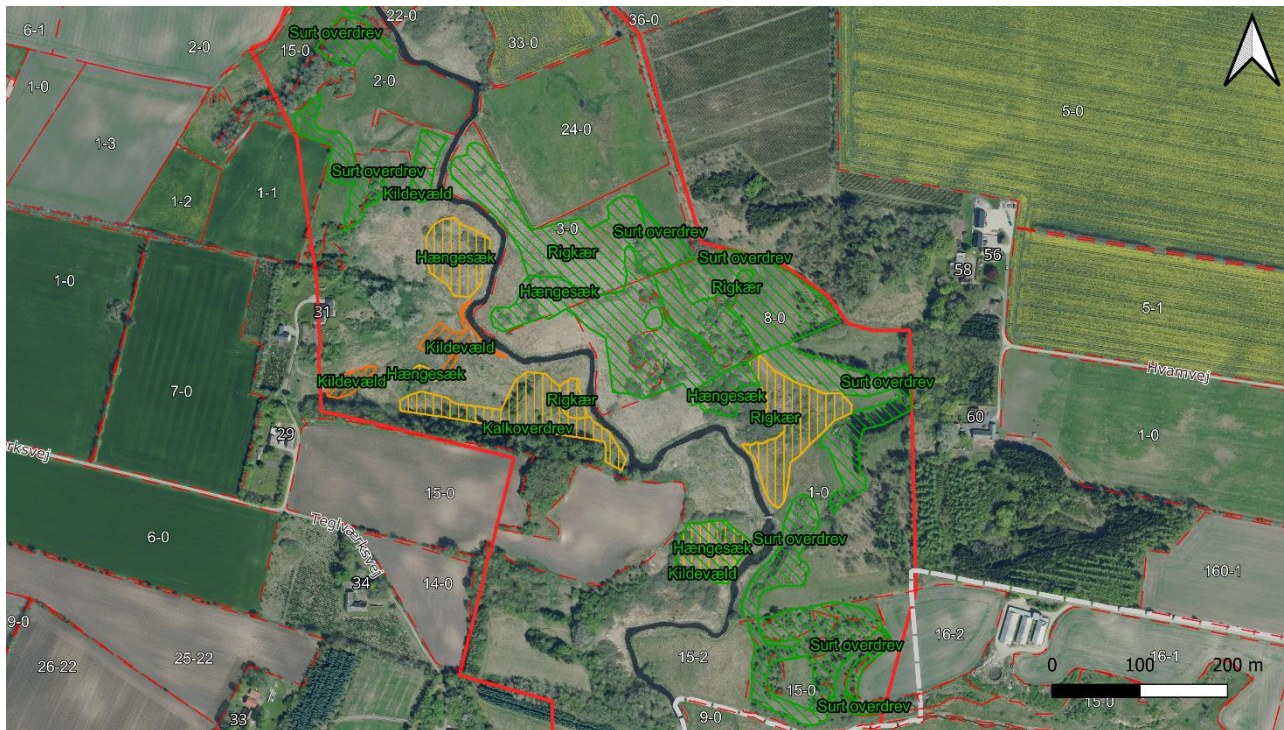 22-0
36-0
6-1
2-0
Surt overdrev
33-0
15-0
2-0
1-0
5-0
24-0
1-3
Surt overdrev
1-1
1-2
Kildevæld
3-0
Surt overdrev
Rigkær
Surt overdrev
58
56
Hængesæk
Hængesæk
Rigkær
1-0
31
8-0
5-1
Kildevæld
7-0
Kildevæld
Hængesæk
Surt overdrev
Hvamvej
Hængesæk
Rigkær
Rigkær
Kalkoverdrev
60
29
1-0
ærksvej
15-0
1-0
6-0
Teglværksvej
Surt overdrev
Hængesæk
Kildevæld
14-0
34
160-1
9-0
16-2
26-22
25-22
15-2
Surt overdrev
16-1
0 100 200 m
15-0
15-0
Surt overdrev
33
9-0